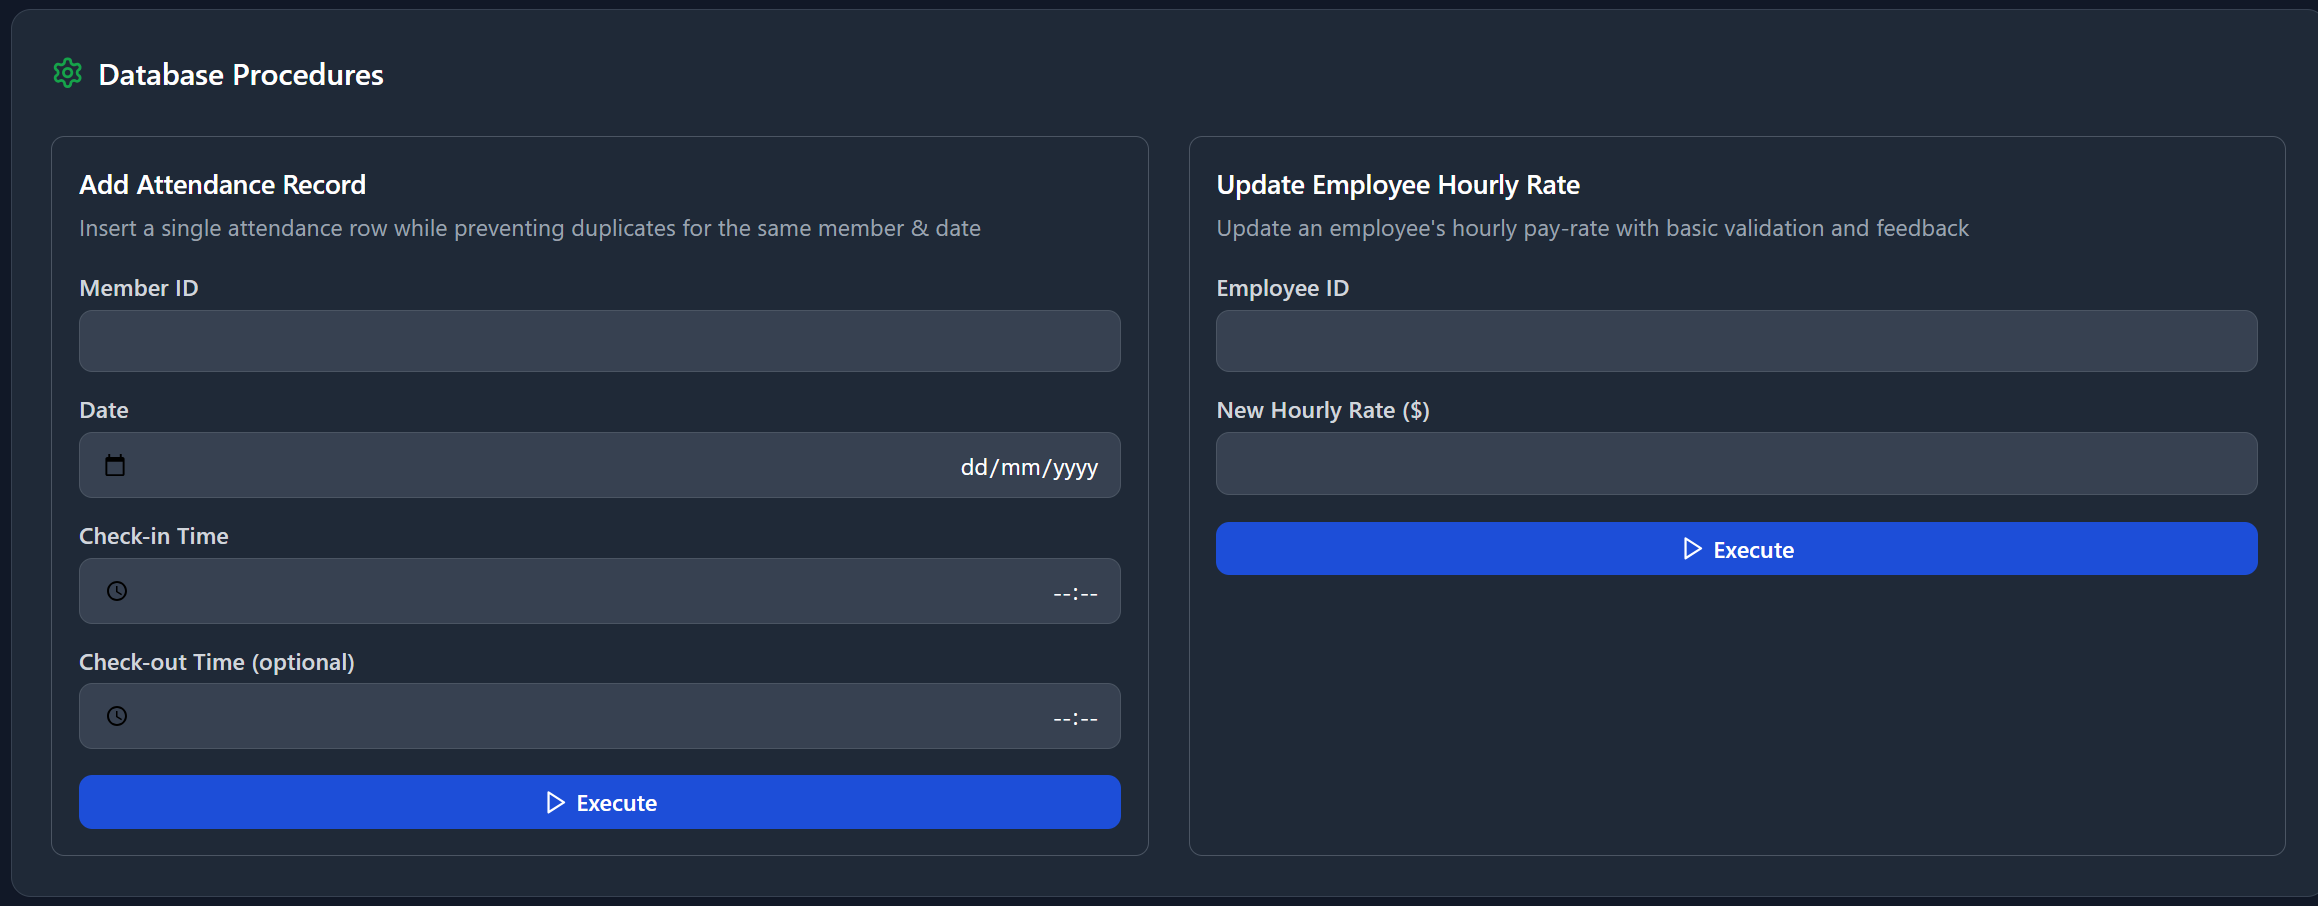 Database Procedures
Add Attendance Record
Insert a single attendance row while preventing duplicates for the same member & date
Member ID
Date
dd/mm/yyyy
Check-in Time
--:--
Check-out Time (optional)
--:--
Execute
Update Employee Hourly Rate
Update an employee's hourly pay-rate with basic validation and feedback
Employee ID
New Hourly Rate ($)
Execute